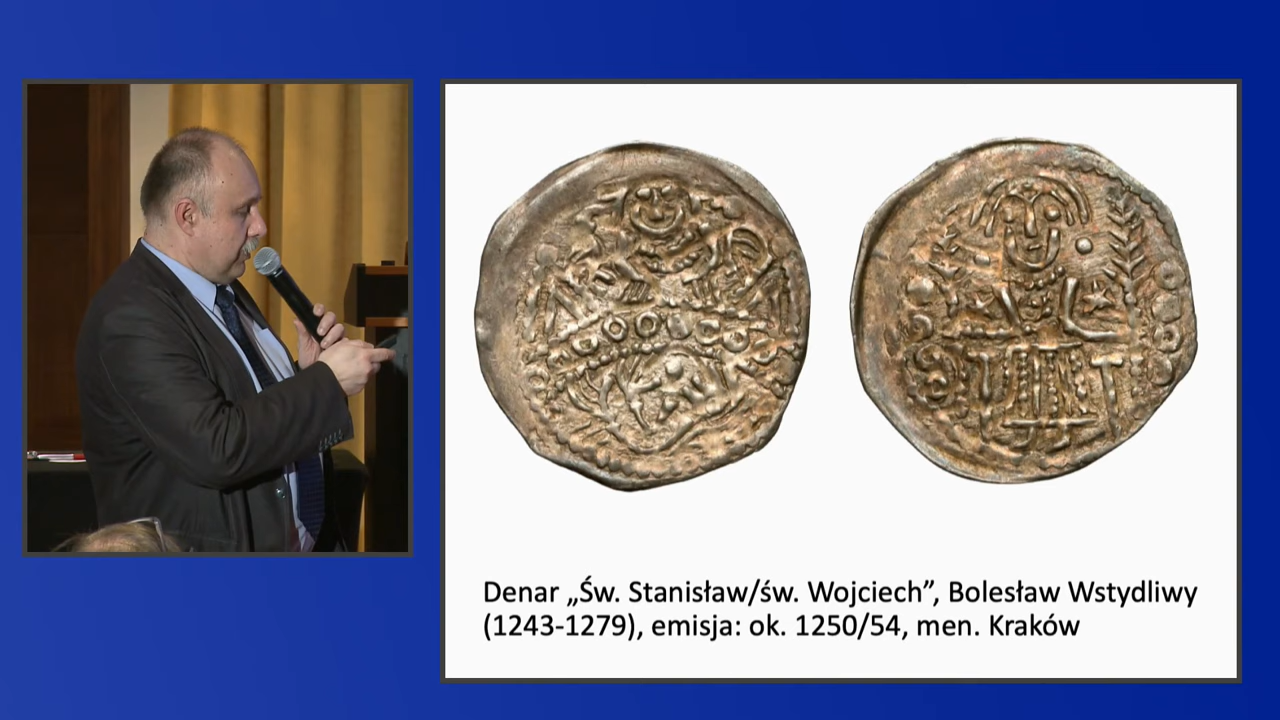 Denar „Św. Stanisław/św. Wojciech”, Bolesław Wstydliwy
(1243-1279), emisja: ok. 1250/54, men. Kraków